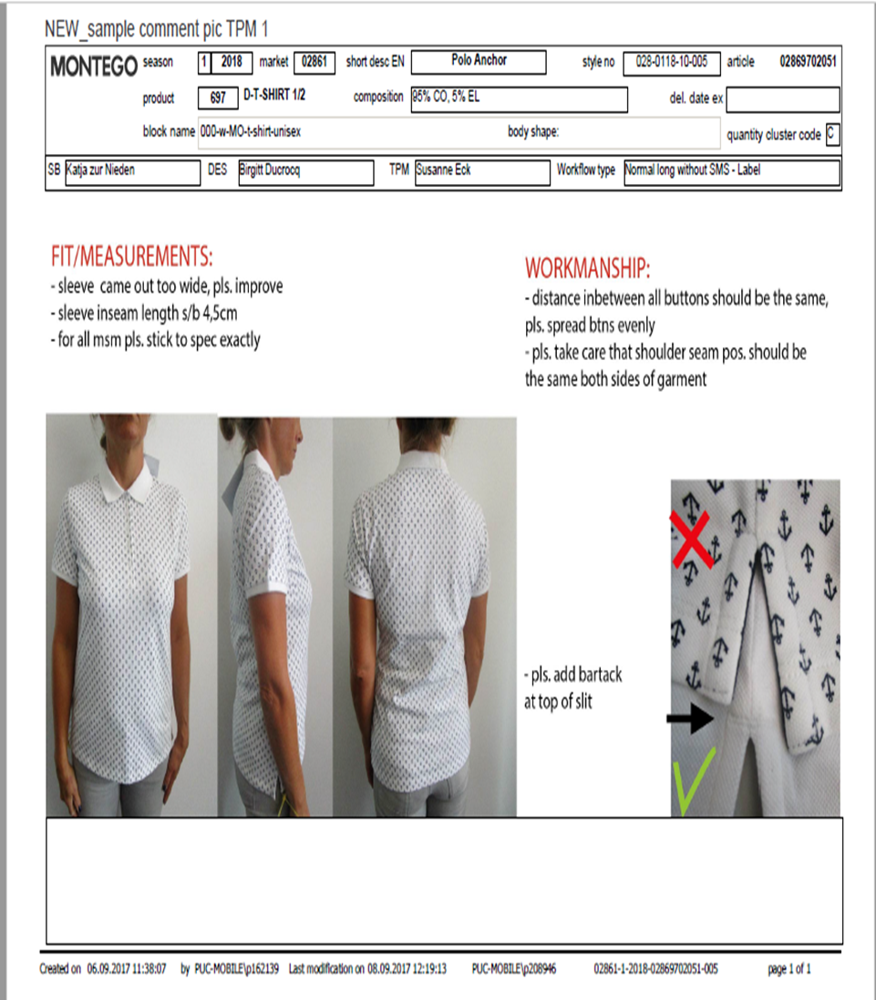 NEW_sample comment pic TPM 1
MONTEGO season 1 2018 market 02861 short desc EN Polo Anchor style no 028-0118-10-005 article 02869702051
product 697 D-T-SHIRT 1/2 composition 95% CO, 5% EL del. date ex
block name 000-w-MO-t-shirt-unisex body shape: quantity cluster code C
SB Katja zur Nieden DES Birgitt Ducrocq TPM Susanne Eck Workflow type Normal long without SMS - Label
FIT/MEASUREMENTS:
- sleeve came out too wide, pls. improve
- sleeve inseam length s/b 4,5cm
- for all msm pls. stick to spec exactly
WORKMANSHIP:
- distance inbetween all buttons should be the same,
pls. spread btns evenly
- pls. take care that shoulder seam pos. should be
the same both sides of garment
- pls. add bartack
at top of slit
Created on 06.09.2017 11:38:07 by PUC-MOBILE\p162139 Last modification on 08.09.2017 12:19:13 PUC-MOBILE\p208946 02861-1-2018-02869702051-005 page 1 of 1